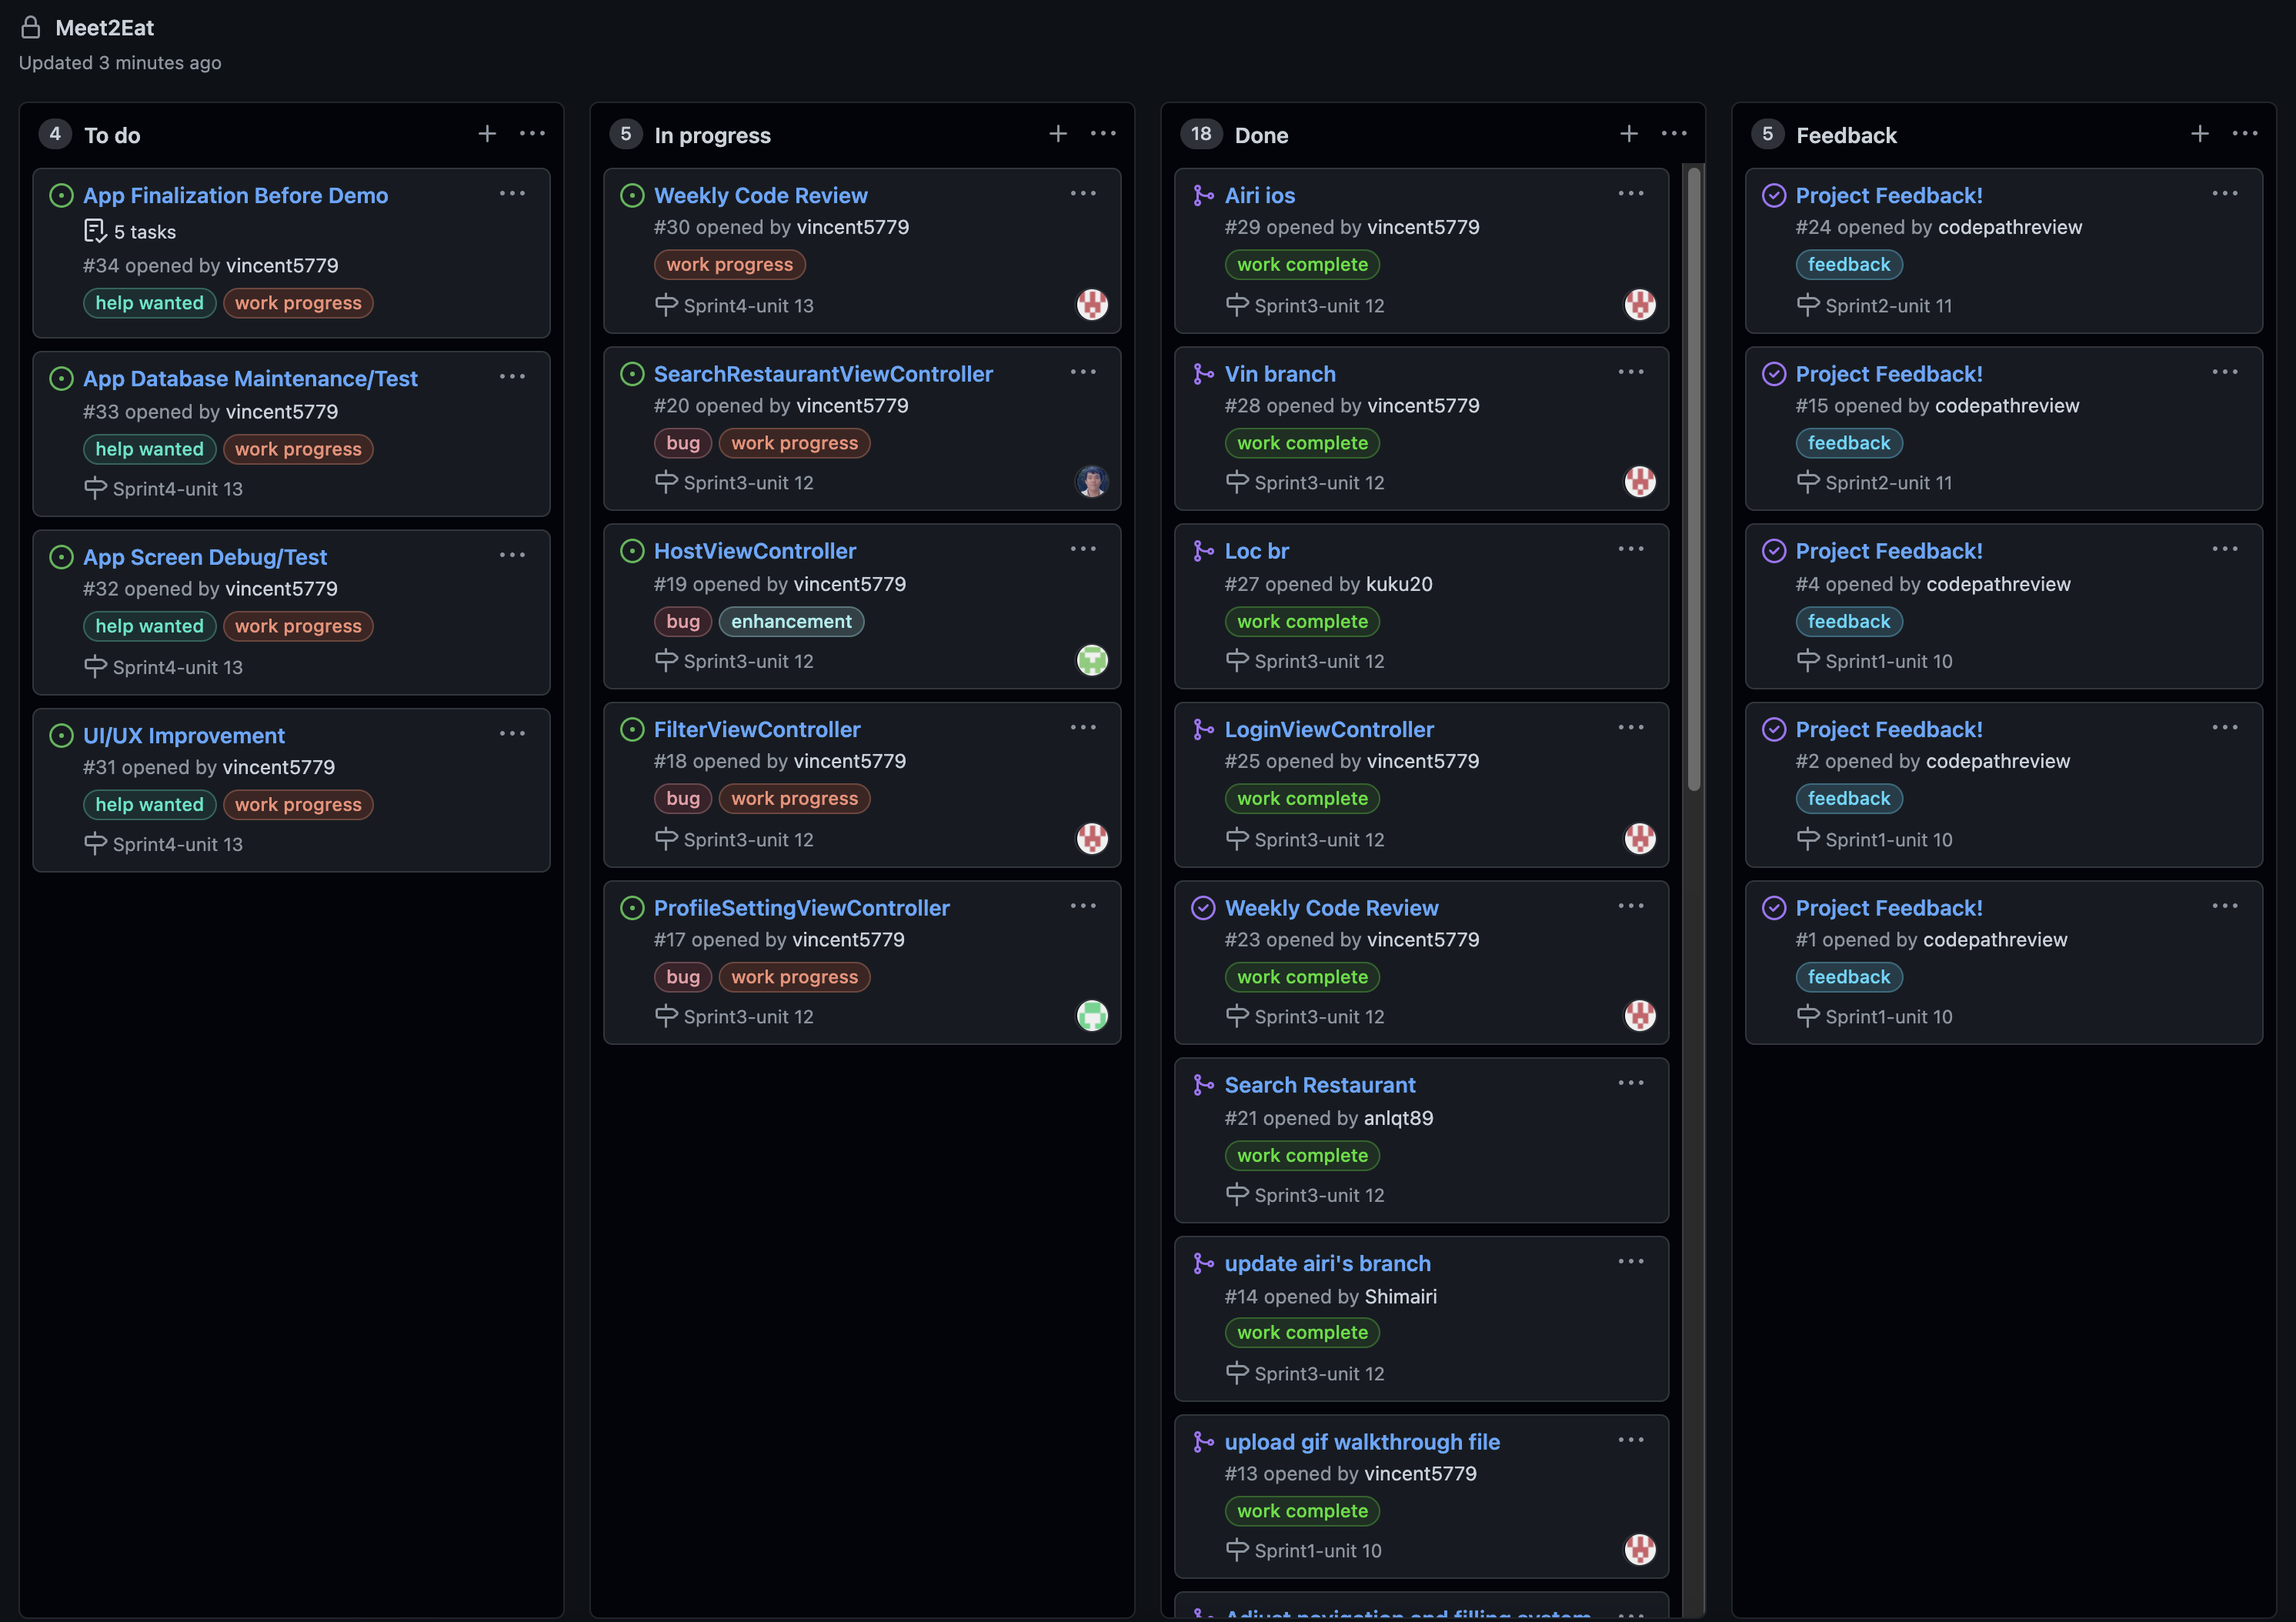 Meet2Eat
Updated 3 minutes ago
4 To do
App Finalization Before Demo
5 tasks
#34 opened by vincent5779
help wanted work progress
App Database Maintenance/Test
#33 opened by vincent5779
help wanted work progress
Sprint4-unit 13
App Screen Debug/Test
#32 opened by vincent5779
help wanted work progress
Sprint4-unit 13
UI/UX Improvement
#31 opened by vincent5779
help wanted work progress
Sprint4-unit 13
5 In progress
Weekly Code Review
#30 opened by vincent5779
work progress
Sprint4-unit 13
SearchRestaurantViewController
#20 opened by vincent5779
bug work progress
Sprint3-unit 12
HostViewController
#19 opened by vincent5779
bug enhancement
Sprint3-unit 12
FilterViewController
#18 opened by vincent5779
bug work progress
Sprint3-unit 12
ProfileSettingViewController
#17 opened by vincent5779
bug work progress
Sprint3-unit 12
18 Done
Airi ios
#29 opened by vincent5779
work complete
Sprint3-unit 12
Vin branch
#28 opened by vincent5779
work complete
Sprint3-unit 12
Loc br
#27 opened by kuku20
work complete
Sprint3-unit 12
LoginViewController
#25 opened by vincent5779
work complete
Sprint3-unit 12
Weekly Code Review
#23 opened by vincent5779
work complete
Sprint3-unit 12
Search Restaurant
#21 opened by anlqt89
work complete
Sprint3-unit 12
update airi's branch
#14 opened by Shimairi
work complete
Sprint3-unit 12
upload gif walkthrough file
#13 opened by vincent5779
work complete
Sprint1-unit 10
Adjust navigation and filling system
5 Feedback
Project Feedback!
#24 opened by codepathreview
feedback
Sprint2-unit 11
Project Feedback!
#15 opened by codepathreview
feedback
Sprint2-unit 11
Project Feedback!
#4 opened by codepathreview
feedback
Sprint1-unit 10
Project Feedback!
#2 opened by codepathreview
feedback
Sprint1-unit 10
Project Feedback!
#1 opened by codepathreview
feedback
Sprint1-unit 10